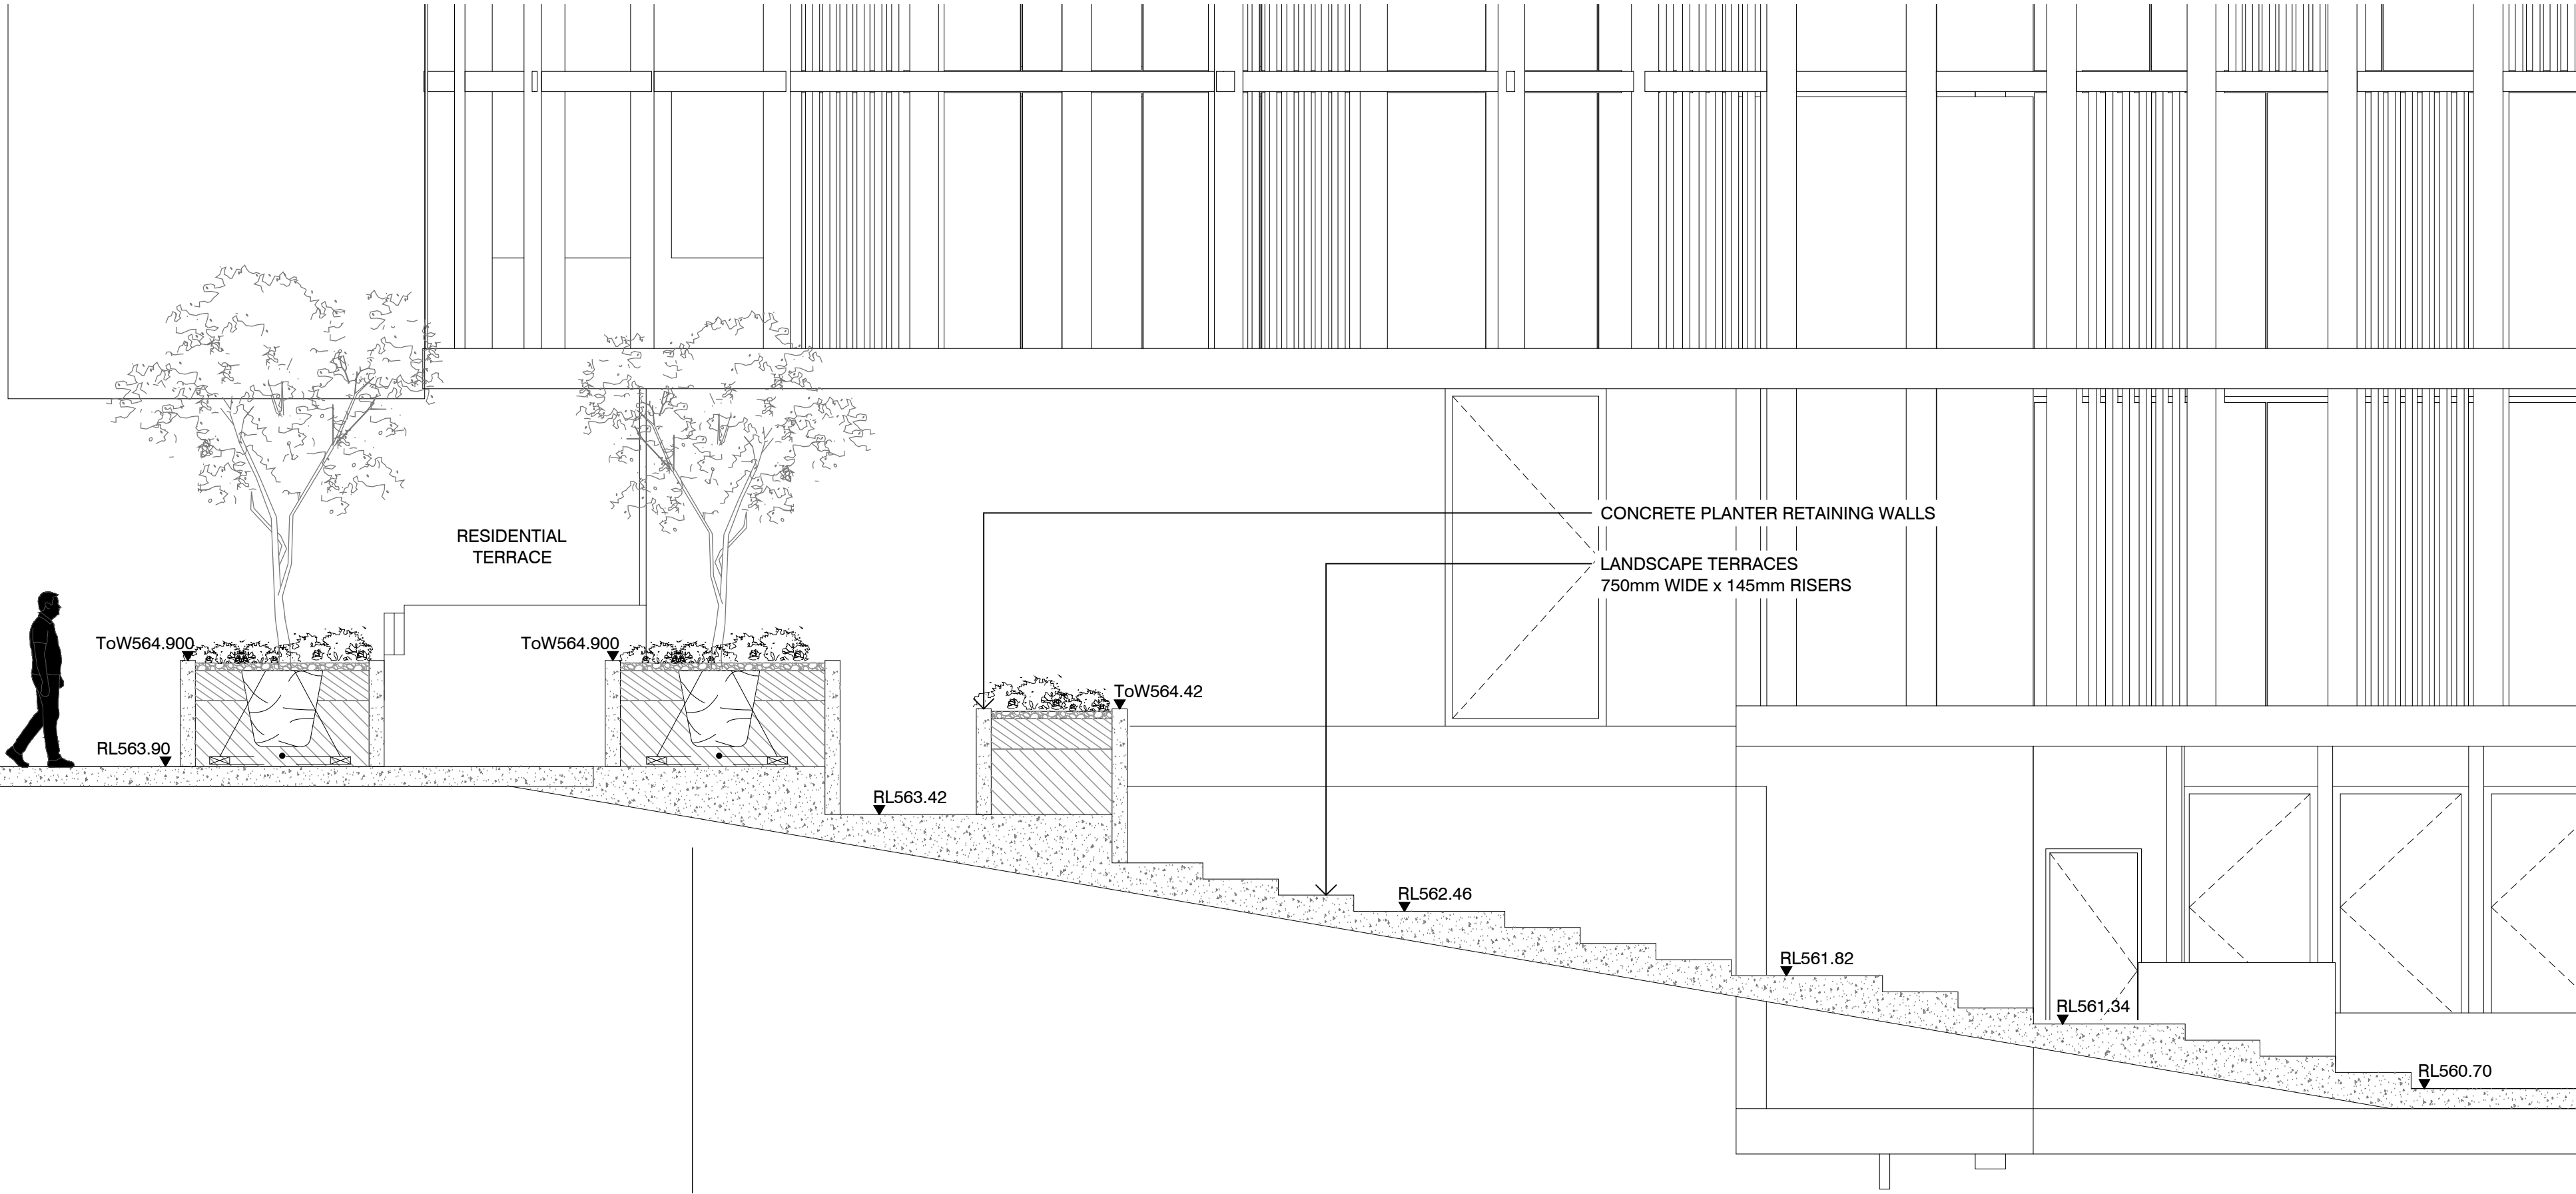 CONCRETE PLANTER RETAINING WALLS
RESIDENTIAL
TERRACE
LANDSCAPE TERRACES
750mm WIDE x 145mm RISERS
ToW564.900
ToW564.900
ToW564.42
RL563.90
RL563.42
RL562.46
RL561.82
RL561.34
RL560.70